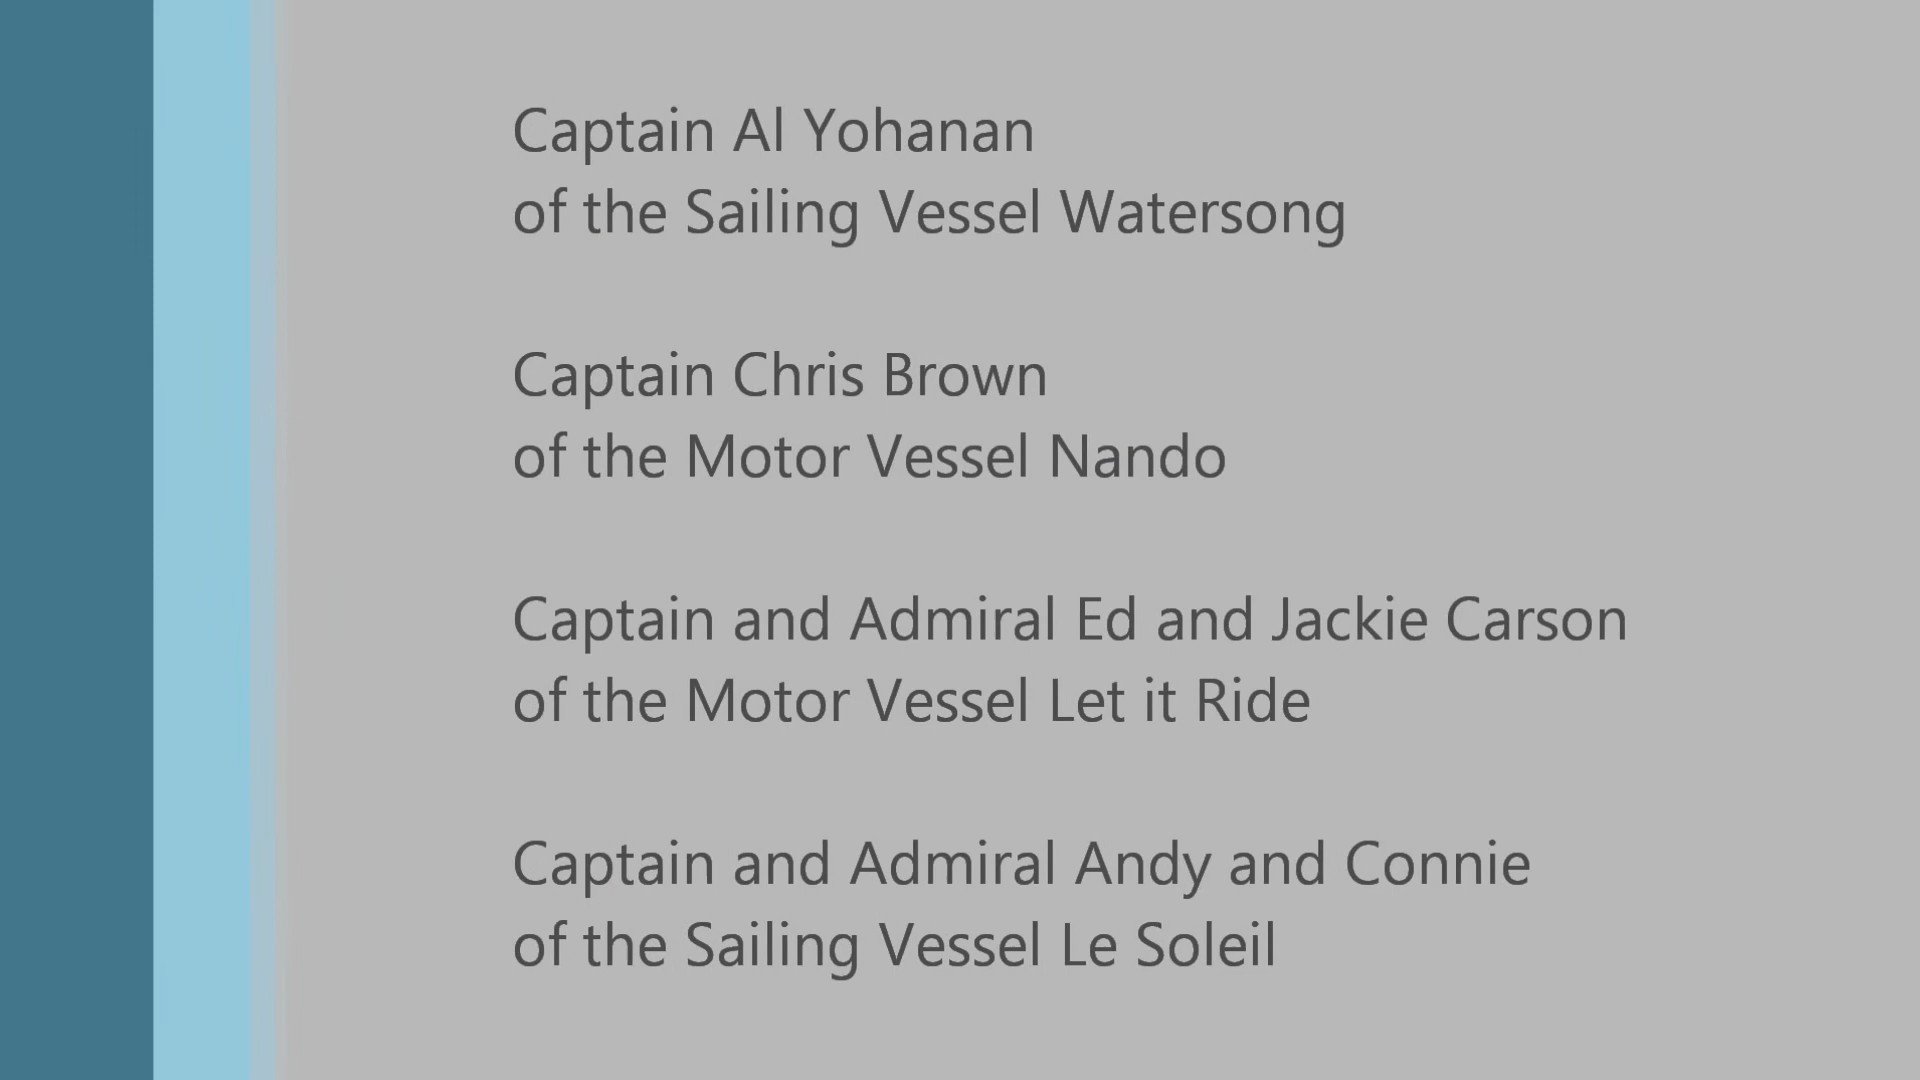 Captain Al Yohanan
of the Sailing Vessel Watersong
Captain Chris Brown
of the Motor Vessel Nando
Captain and Admiral Ed and Jackie Carson
of the Motor Vessel Let it Ride
Captain and Admiral Andy and Connie
of the Sailing Vessel Le Soleil